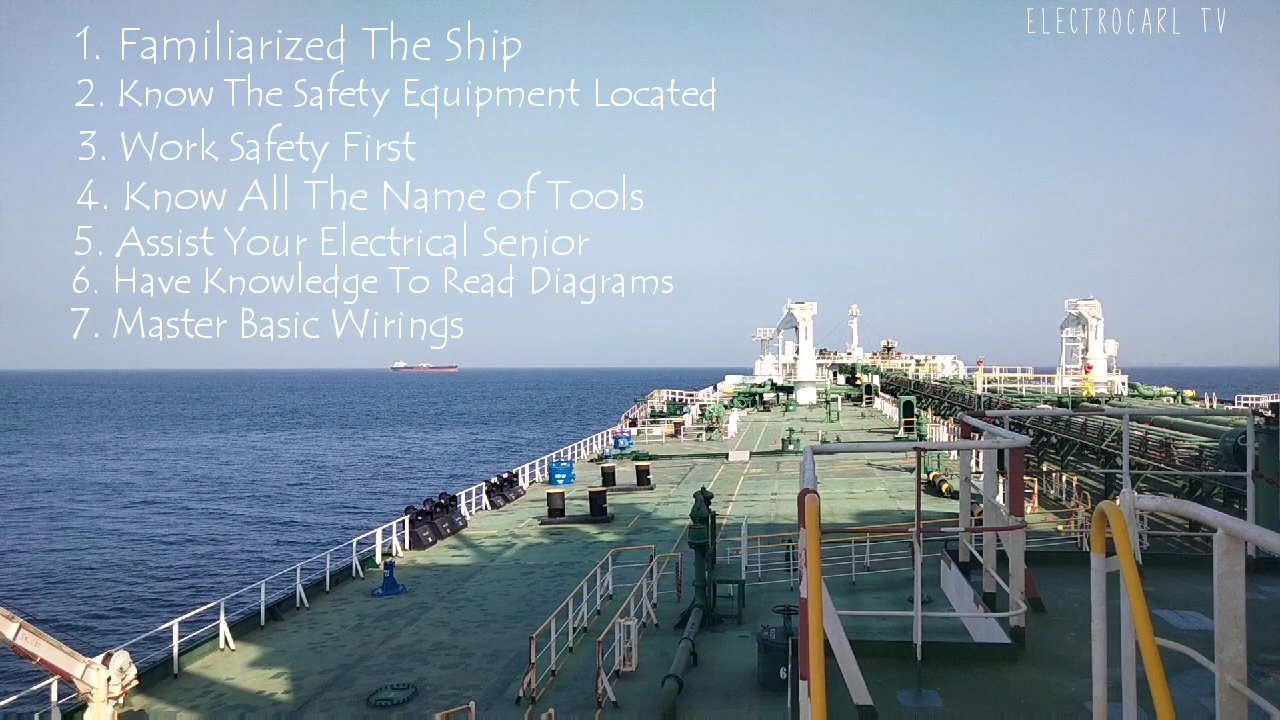 ELECTROCARL TV
1. Familiarized The Ship
2. Know The Safety Equipment Located
3. Work Safety First
4. Know All The Name of Tools
5. Assist Your Electrical Senior
6. Have Knowledge To Read Diagrams
7. Master Basic Wirings
6